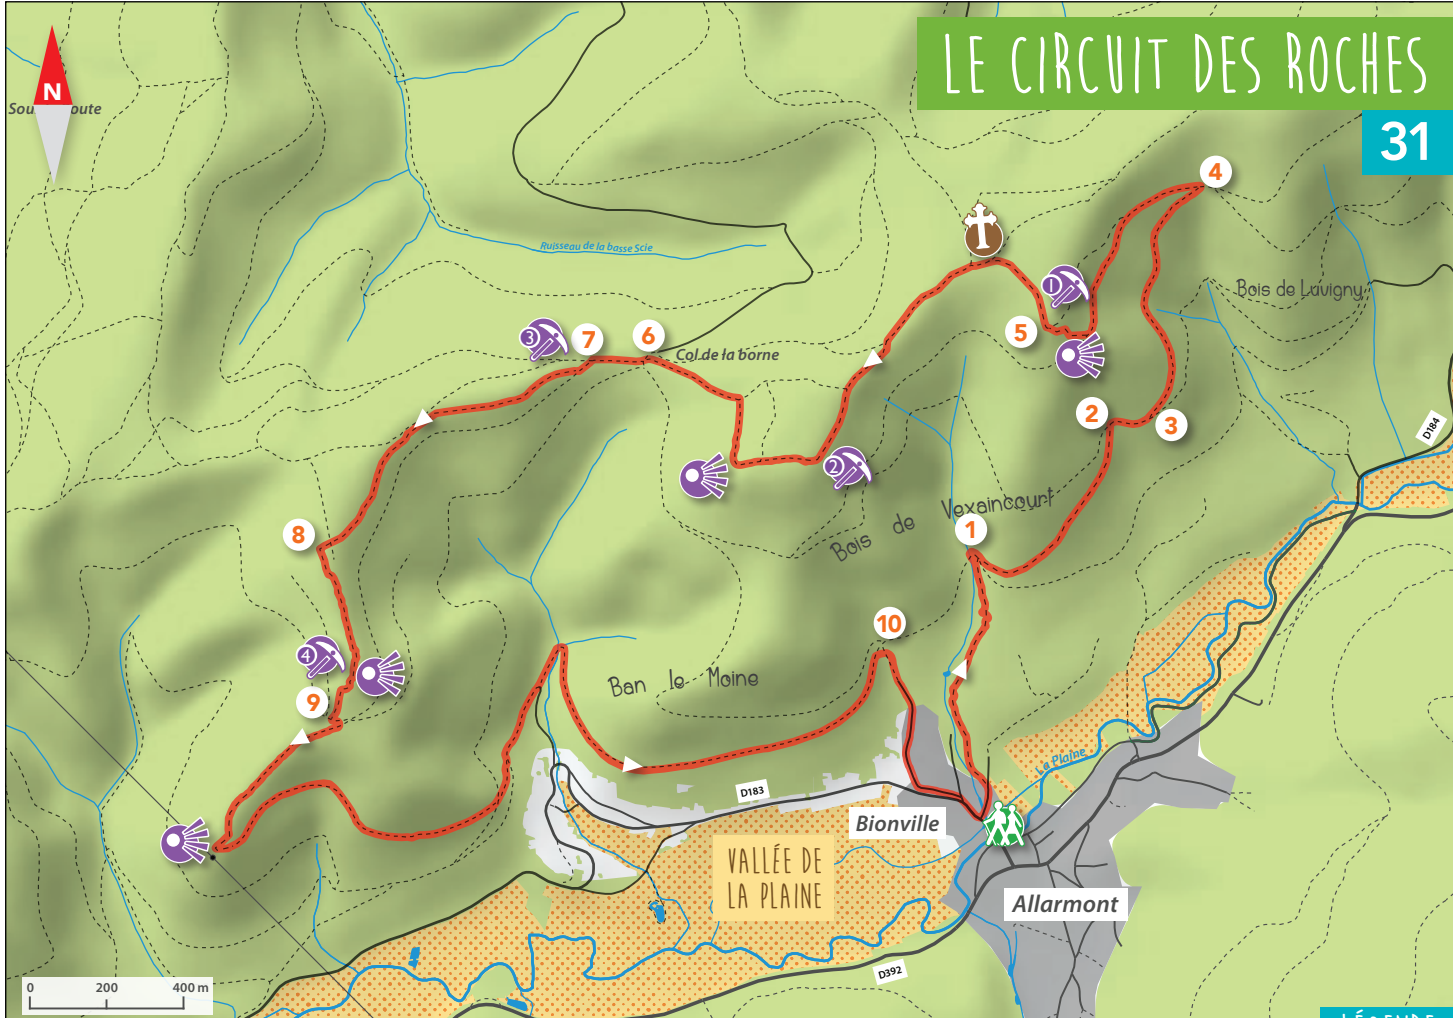 LE CIRCUIT DES ROCHES
31
N
4
Ruisseau de la basse Scie
1
Bois de Lavigny
5
3
7
6
Col de la borne
2
3
D184
2
8
Bois de Vexaincourt
1
10
4
Ban le Moine
9
La Plaine
D183
Bionville
VALLÉE DE
LA PLAINE
Allarmont
D392
0 200 400 m
LÉGENDE